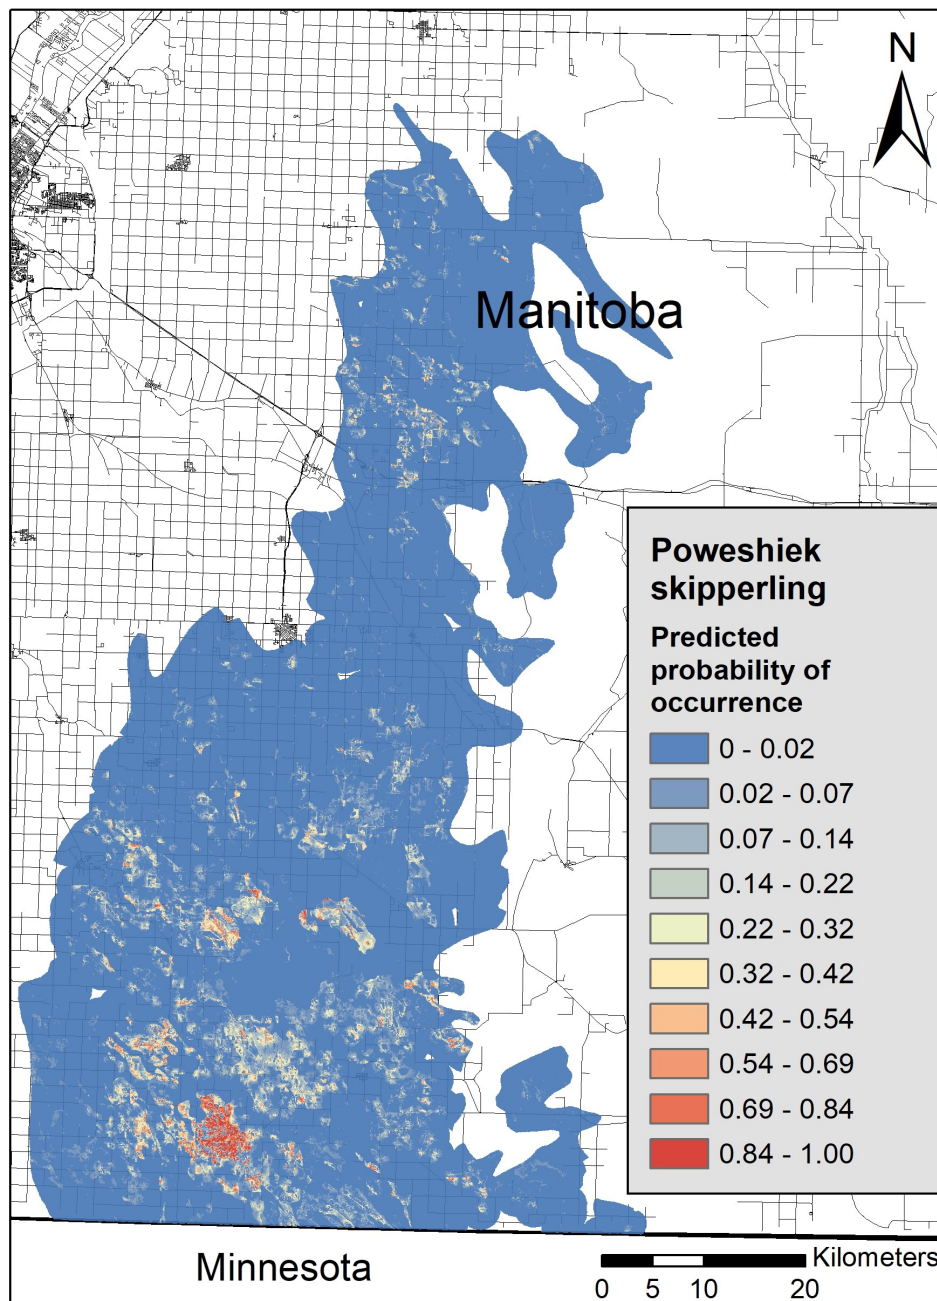 N
Manitoba
Poweshiek
skipperling
Predicted
probability of
occurrence
0 - 0.02
0.02 - 0.07
0.07 - 0.14
0.14 - 0.22
0.22 - 0.32
0.32 - 0.42
0.42 - 0.54
0.54 - 0.69
0.69 - 0.84
0.84 - 1.00
Minnesota
Kilometers
0 5 10 20